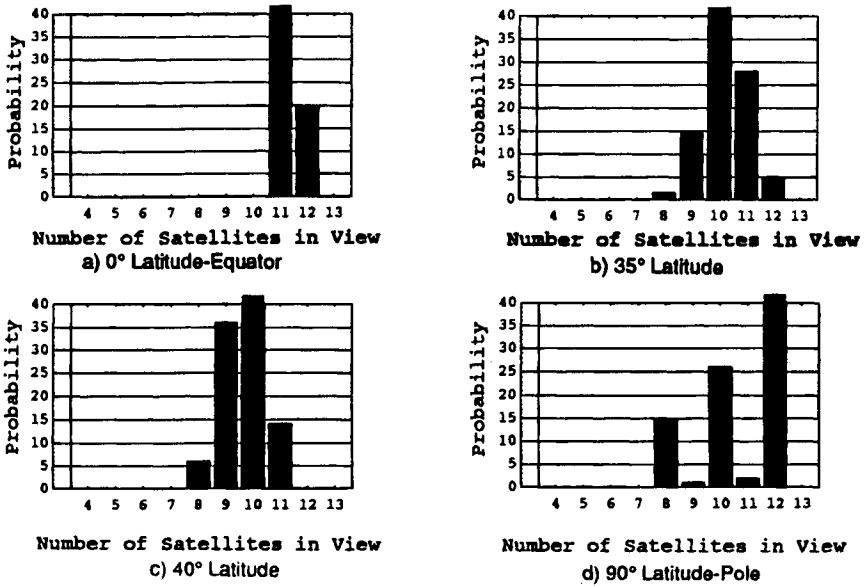 40
35
30
25
20
15
10
5
0
Probability
4 5 6 7 8 9 10 11 12 13
Number of Satellites in View
a) 0° Latitude-Equator
40
35
30
25
20
15
10
5
0
Probability
4 5 6 7 8 9 10 11 12 13
Number of Satellites in View
b) 35° Latitude
40
35
30
25
20
15
10
5
0
Probability
4 5 6 7 8 9 10 11 12 13
Number of Satellites in View
c) 40° Latitude
40
35
30
25
20
15
10
5
0
Probability
4 5 6 7 8 9 10 11 12 13
Number of Satellites in View
d) 90° Latitude-Pole